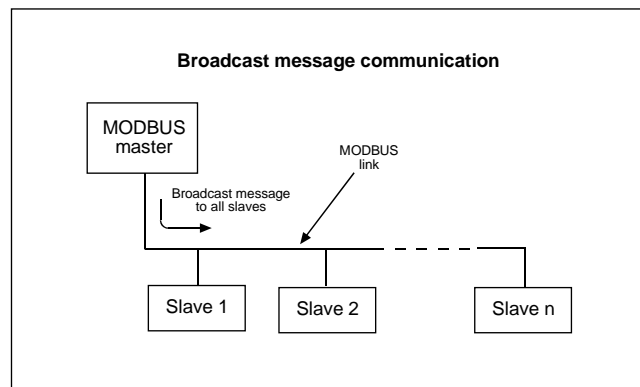 Broadcast message communication
MODBUS
master
MODBUS
link
Broadcast message
to all slaves
Slave 1
Slave 2
Slave n